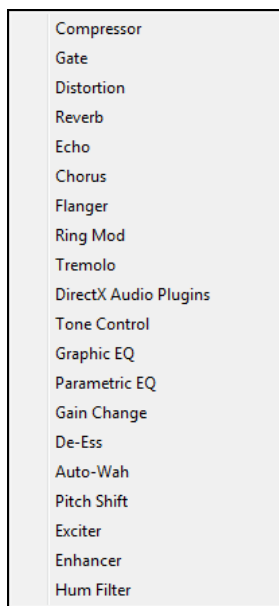 Compressor
Gate
Distortion
Reverb
Echo
Chorus
Flanger
Ring Mod
Tremolo
DirectX Audio Plugins
Tone Control
Graphic EQ
Parametric EQ
Gain Change
De-Ess
Auto-Wah
Pitch Shift
Exciter
Enhancer
Hum Filter